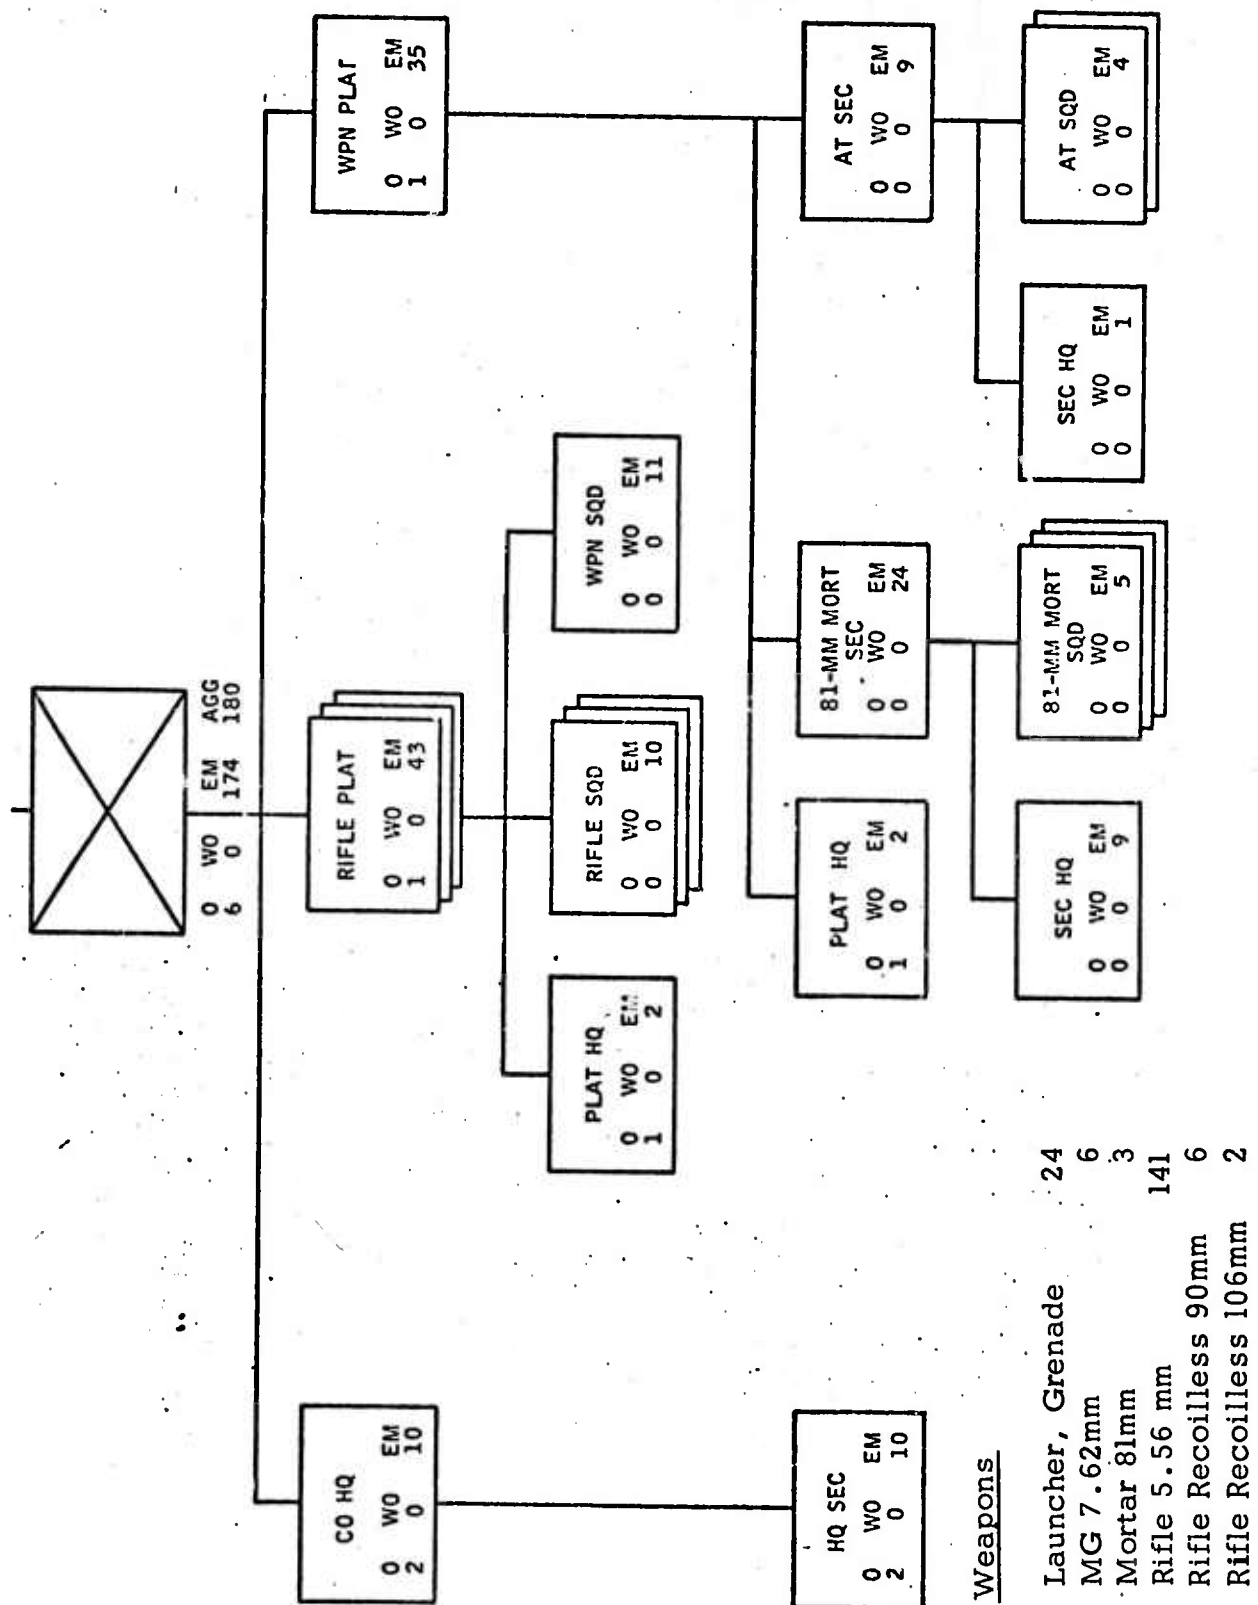 O WO EM AGG
6 0 174 180
CO HQ
O WO EM
2 0 10
RIFLE PLAT
O WO EM
1 0 43
WPN PLAT
O WO EM
1 0 35
PLAT HQ
O WO EM
1 0 2
RIFLE SQD
O WO EM
0 0 10
WPN SQD
O WO EM
0 0 11
HQ SEC
O WO EM
2 0 10
PLAT HQ
O WO EM
1 0 2
81-MM MORT
SEC
O WO EM
0 0 24
AT SEC
O WO EM
0 0 9
SEC HQ
O WO EM
0 0 9
81-MM MORT
SQD
O WO EM
0 0 5
SEC HQ
O WO EM
0 0 1
AT SQD
O WO EM
0 0 4
Weapons
Launcher, Grenade 24
MG 7.62mm 6
Mortar 81mm 3
Rifle 5.56 mm 141
Rifle Recoilless 90mm 6
Rifle Recoilless 106mm 2